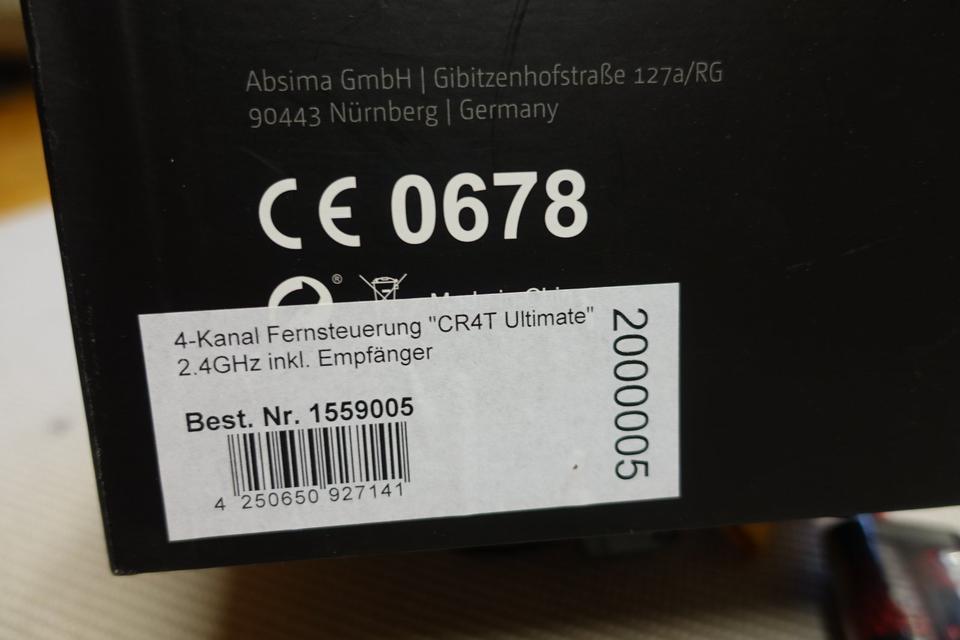 Absima GmbH | Gibitzenhofstraße 127a/RG
90443 Nürnberg | Germany
CE 0678
®
4-Kanal Fernsteuerung "CR4T Ultimate"
2.4GHz inkl. Empfänger
Best. Nr. 1559005
4 250650 927141
2000005